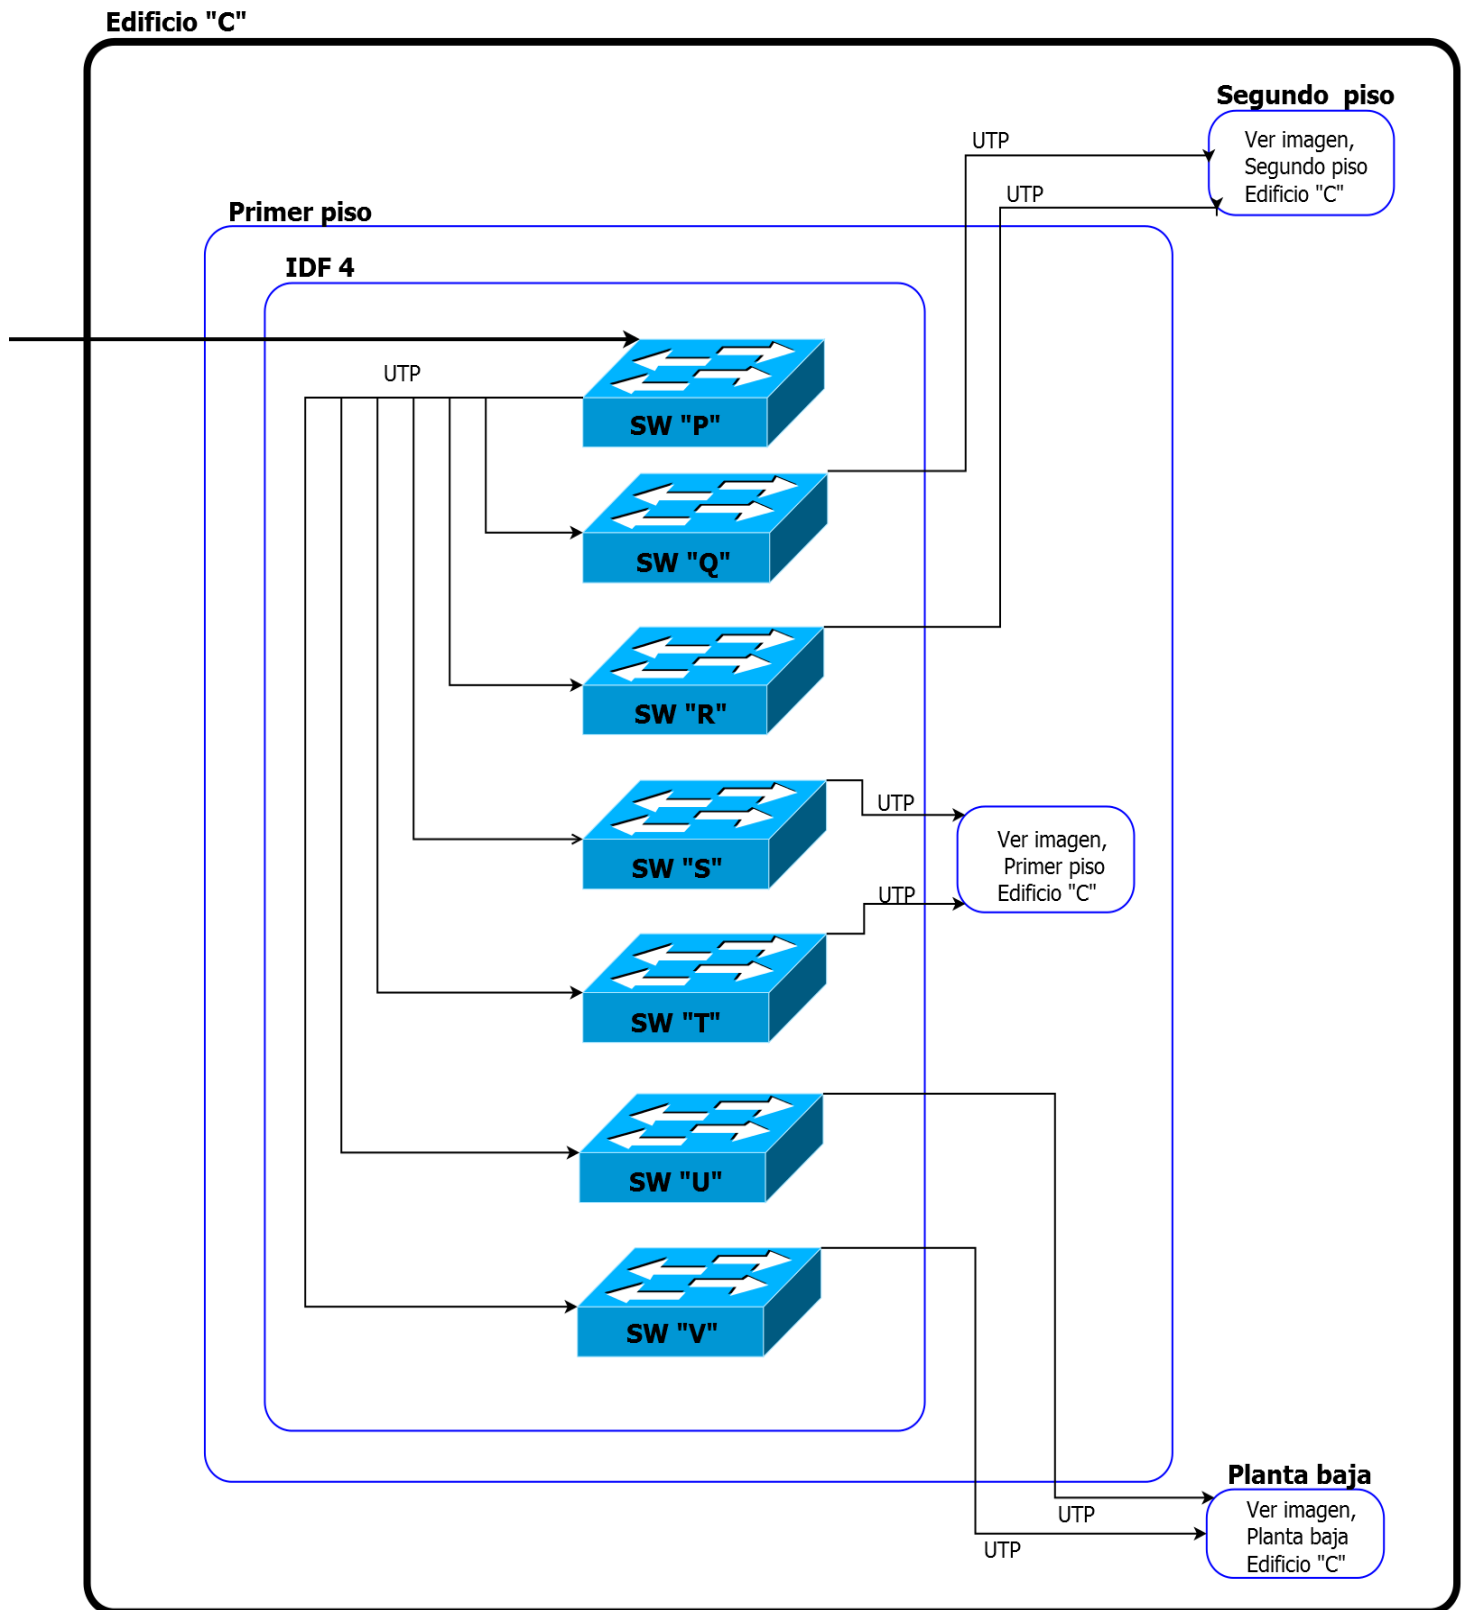 Edificio "C"
Segundo piso
UTP
Ver imagen,
Segundo piso
Edificio "C"
UTP
Primer piso
IDF 4
UTP
SW "P"
SW "Q"
SW "R"
SW "S"
UTP
Ver imagen,
Primer piso
Edificio "C"
UTP
SW "T"
SW "U"
SW "V"
Planta baja
UTP
Ver imagen,
Planta baja
Edificio "C"
UTP